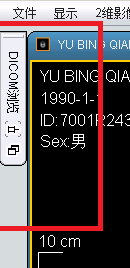 文件 显示 2维影
DICOM浏览
YU BING QIA
YU BING QIA
1990-1-1
ID:7001R243
Sex:男
10 cm